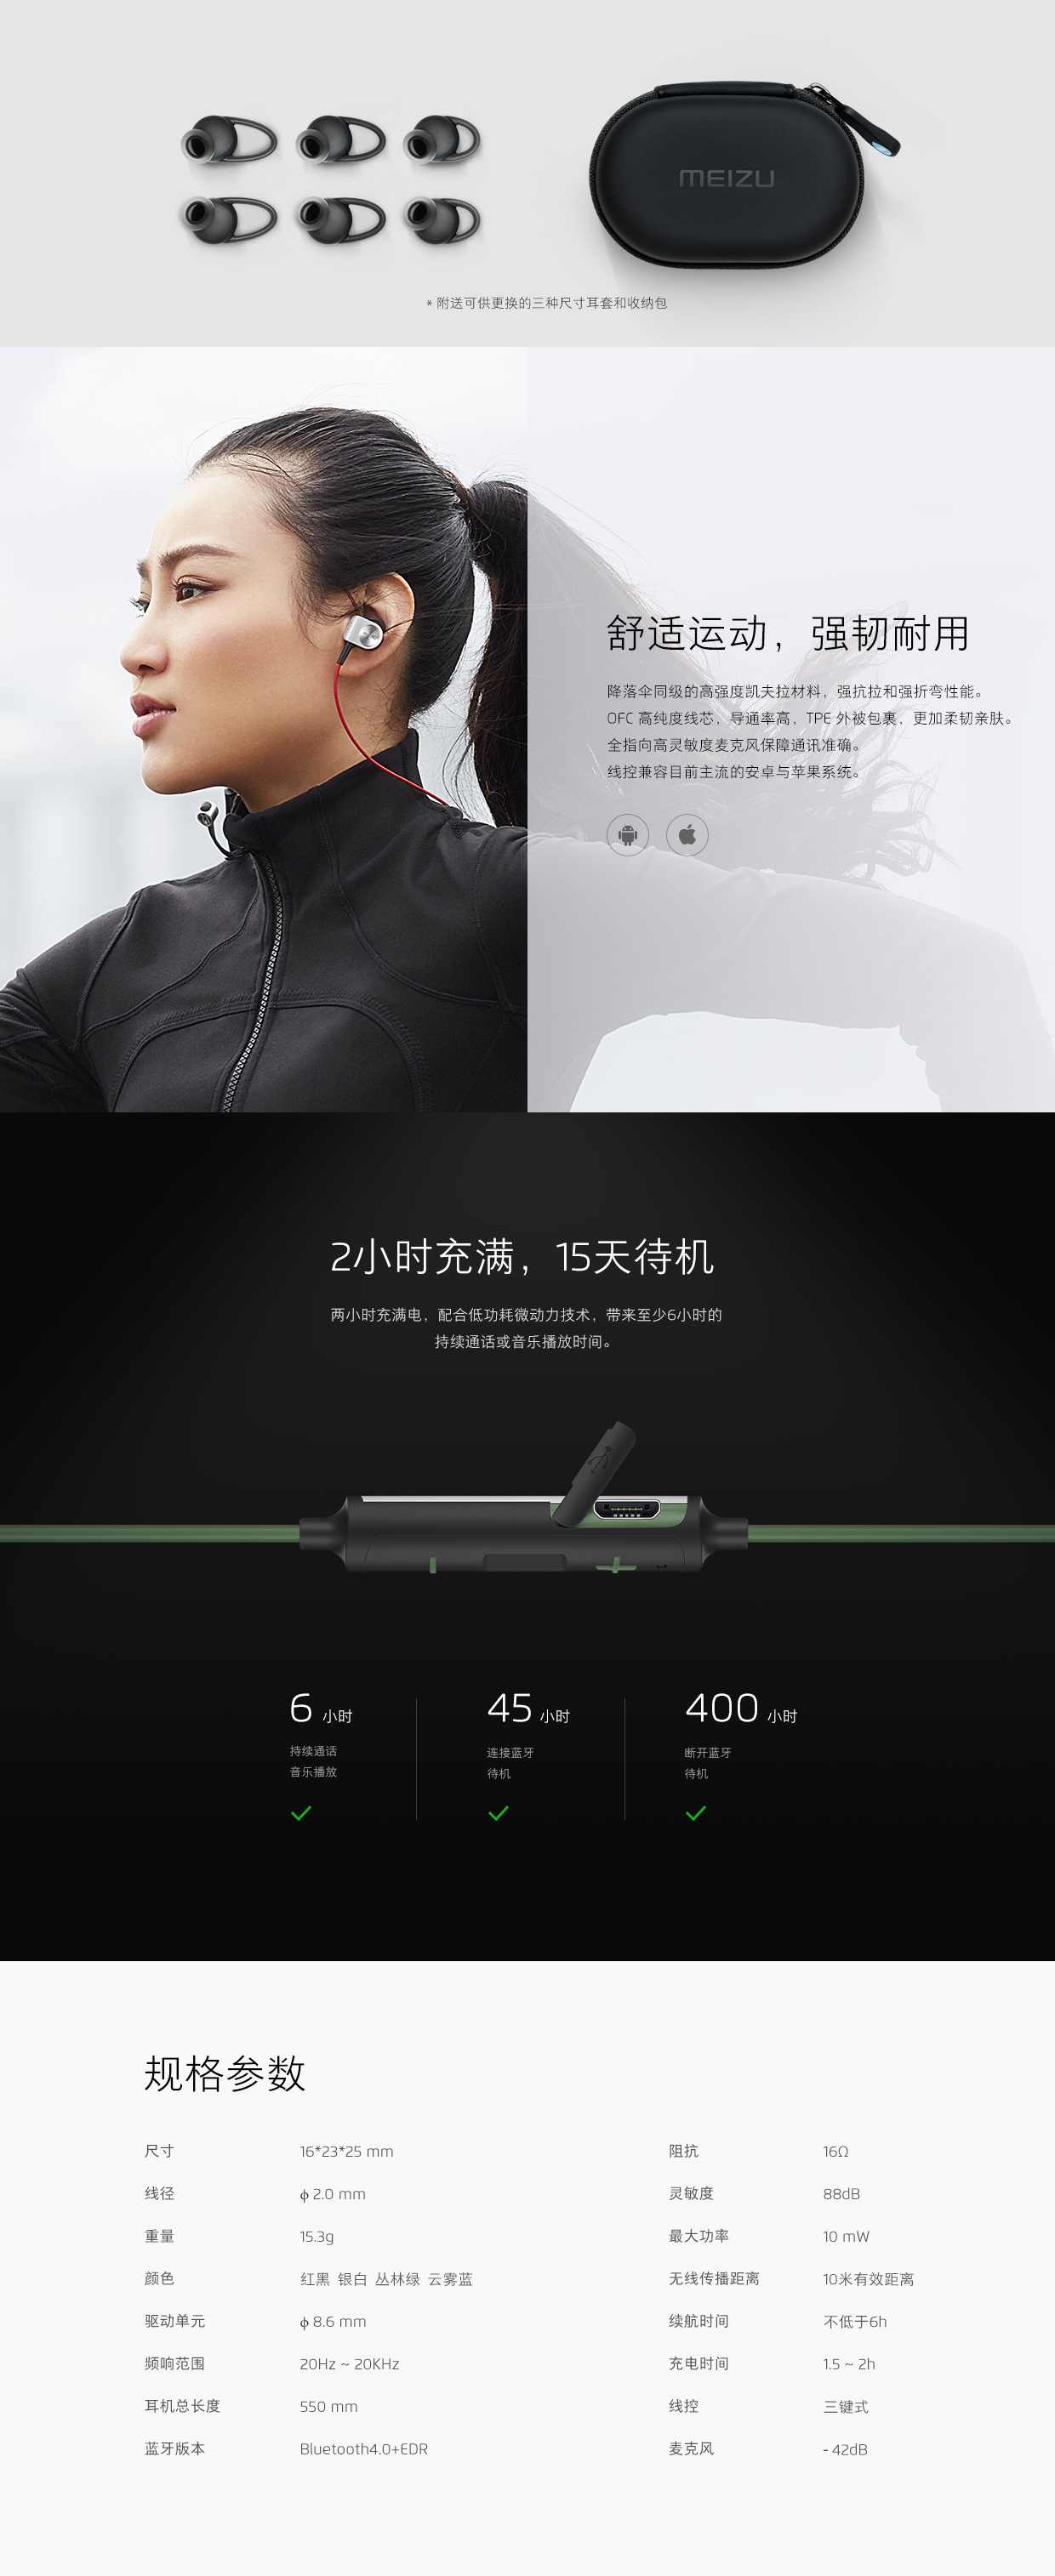 MEIZU
* 附送可供更换的三种尺寸耳套和收纳包
舒适运动，强韧耐用
降落伞同级的高强度凯夫拉材料，强抗拉和强折弯性能。
OFC 高纯度线芯，导通率高，TPE 外被包裹，更加柔韧亲肤。
全指向高灵敏度麦克风保障通讯准确。
线控兼容目前主流的安卓与苹果系统。
2小时充满，15天待机
两小时充满电，配合低功耗微动力技术，带来至少6小时的
持续通话或音乐播放时间。
6 小时
持续通话
音乐播放
45 小时
连接蓝牙
待机
400 小时
断开蓝牙
待机
规格参数
尺寸 16*23*25 mm
线径 ϕ 2.0 mm
重量 15.3g
颜色 红黑 银白 丛林绿 云雾蓝
驱动单元 ϕ 8.6 mm
频响范围 20Hz ~ 20KHz
耳机总长度 550 mm
蓝牙版本 Bluetooth4.0+EDR
阻抗 16Ω
灵敏度 88dB
最大功率 10 mW
无线传播距离 10米有效距离
续航时间 不低于6h
充电时间 1.5 ~ 2h
线控 三键式
麦克风 - 42dB